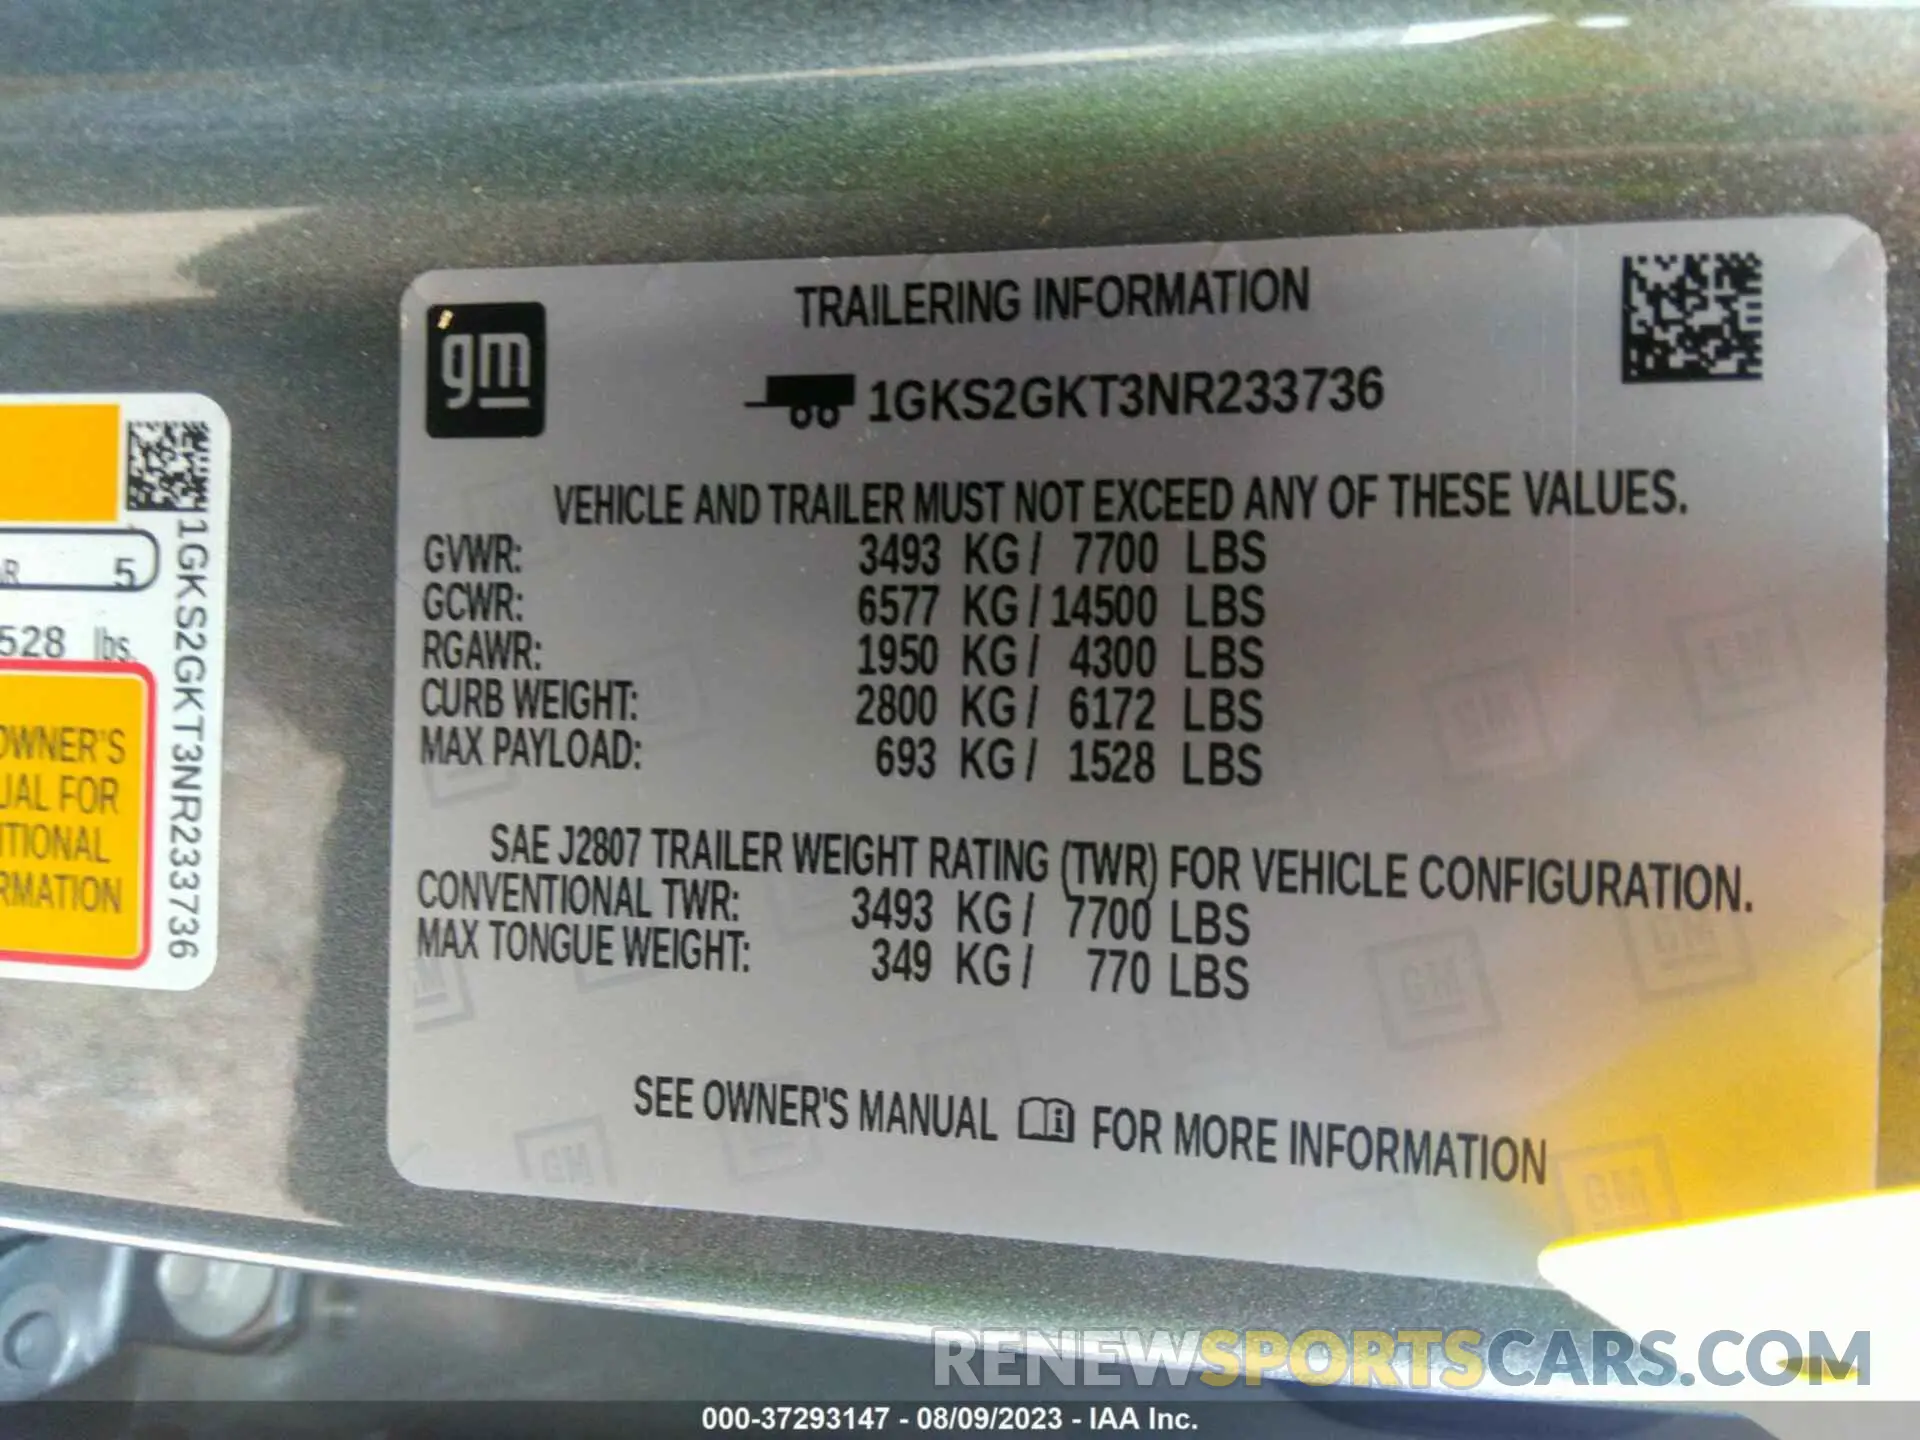 gm
TRAILERING INFORMATION
1GKS2GKT3NR233736
VEHICLE AND TRAILER MUST NOT EXCEED ANY OF THESE VALUES.
GVWR: 3493 KG / 7700 LBS
GCWR: 6577 KG / 14500 LBS
RGAWR: 1950 KG / 4300 LBS
CURB WEIGHT: 2800 KG / 6172 LBS
MAX PAYLOAD: 693 KG / 1528 LBS
SAE J2807 TRAILER WEIGHT RATING (TWR) FOR VEHICLE CONFIGURATION.
CONVENTIONAL TWR: 3493 KG / 7700 LBS
MAX TONGUE WEIGHT: 349 KG / 770 LBS
SEE OWNER'S MANUAL FOR MORE INFORMATION
5
528 lbs.
OWNER'S
UAL FOR
ITIONAL
RMATION
1GKS2GKT3NR233736
GM
GM
GM
GM
RENEWSPORTSCARS.COM
000-37293147 - 08/09/2023 - IAA Inc.